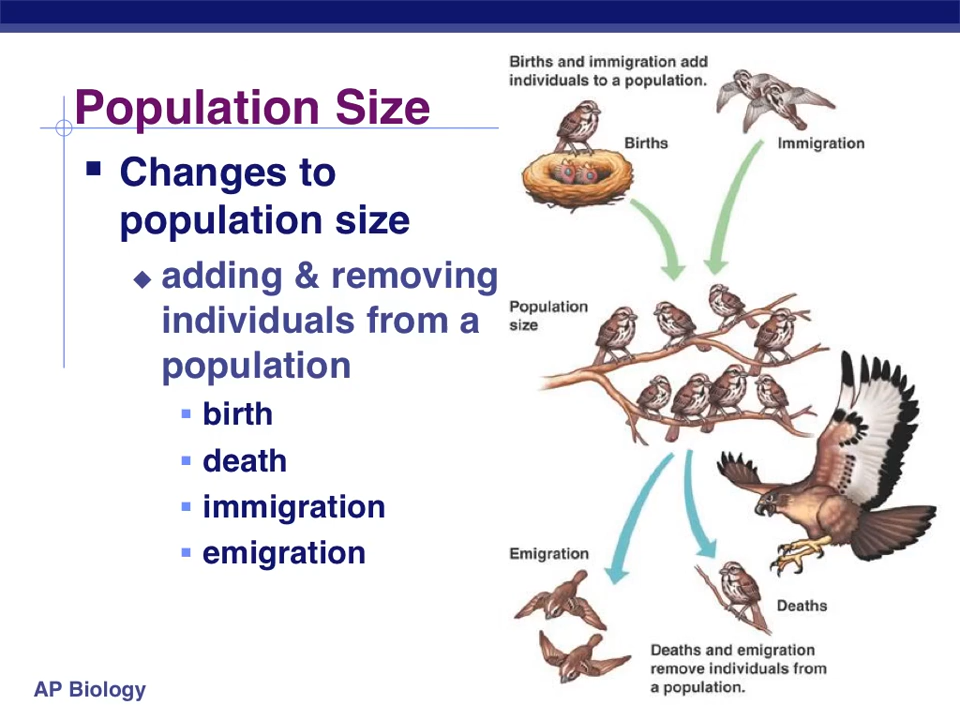 Population Size
Changes to
population size
adding & removing
individuals from a
population
birth
death
immigration
emigration
AP Biology
Births and immigration add
individuals to a population.
Births
Immigration
Population
size
Emigration
Deaths
Deaths and emigration
remove individuals from
a population.